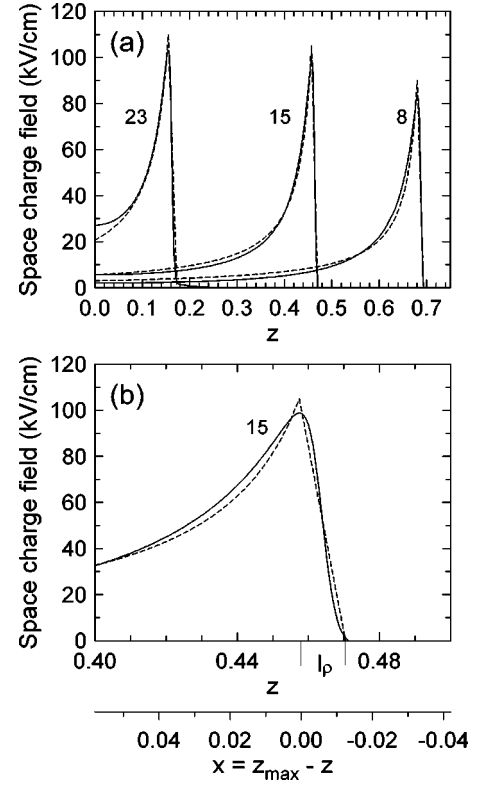 (a)
Space charge field (kV/cm)
120
100
80
60
40
20
0
23
15
8
0.0 0.1 0.2 0.3 0.4 0.5 0.6 0.7
z
(b)
Space charge field (kV/cm)
120
100
80
60
40
20
0
15
0.40 0.44 0.48
lρ
z
0.04 0.02 0.00 -0.02 -0.04
x = zmax - z